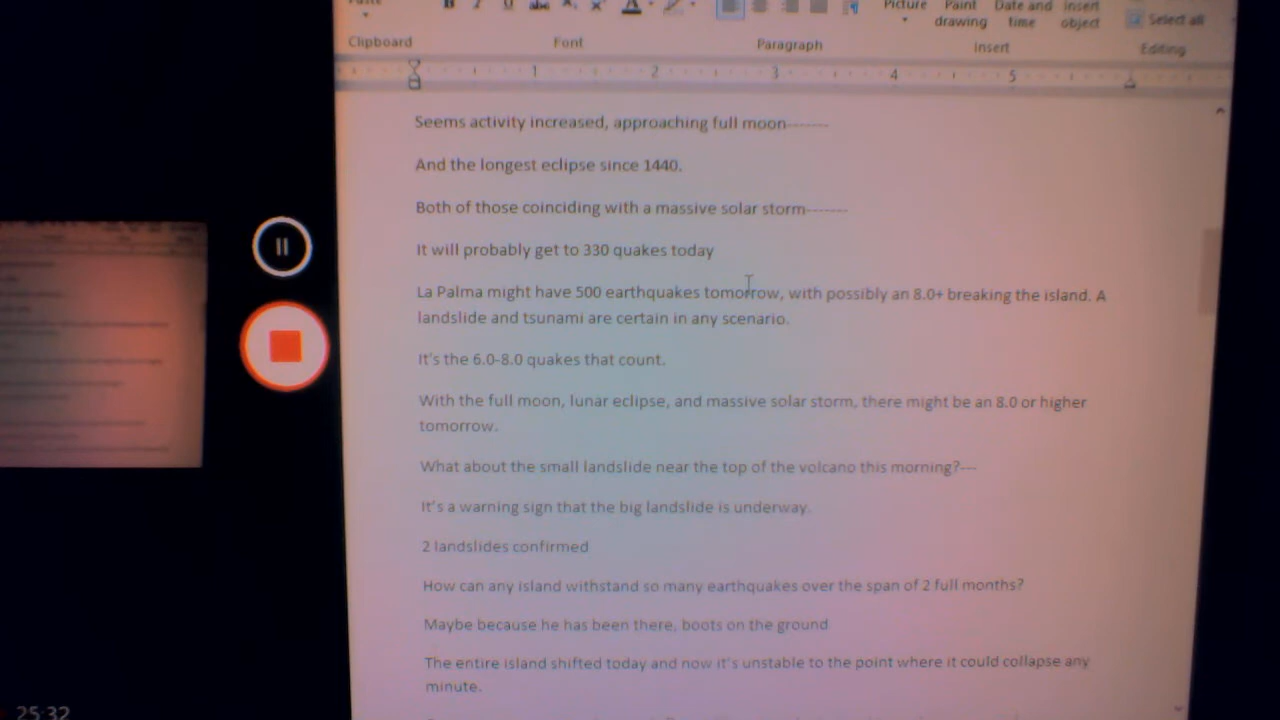 B I U abc X X A
Picture Paint drawing Date and time Insert object Select all
Clipboard Font Paragraph Insert Editing
1 2 3 4 5
Seems activity increased, approaching full moon-------
And the longest eclipse since 1440.
Both of those coinciding with a massive solar storm-------
It will probably get to 330 quakes today
La Palma might have 500 earthquakes tomorrow, with possibly an 8.0+ breaking the island. A
landslide and tsunami are certain in any scenario.
It's the 6.0-8.0 quakes that count.
With the full moon, lunar eclipse, and massive solar storm, there might be an 8.0 or higher
tomorrow.
What about the small landslide near the top of the volcano this morning?---
It's a warning sign that the big landslide is underway.
2 landslides confirmed
How can any island withstand so many earthquakes over the span of 2 full months?
Maybe because he has been there, boots on the ground
The entire island shifted today and now it's unstable to the point where it could collapse any
minute.
25:32